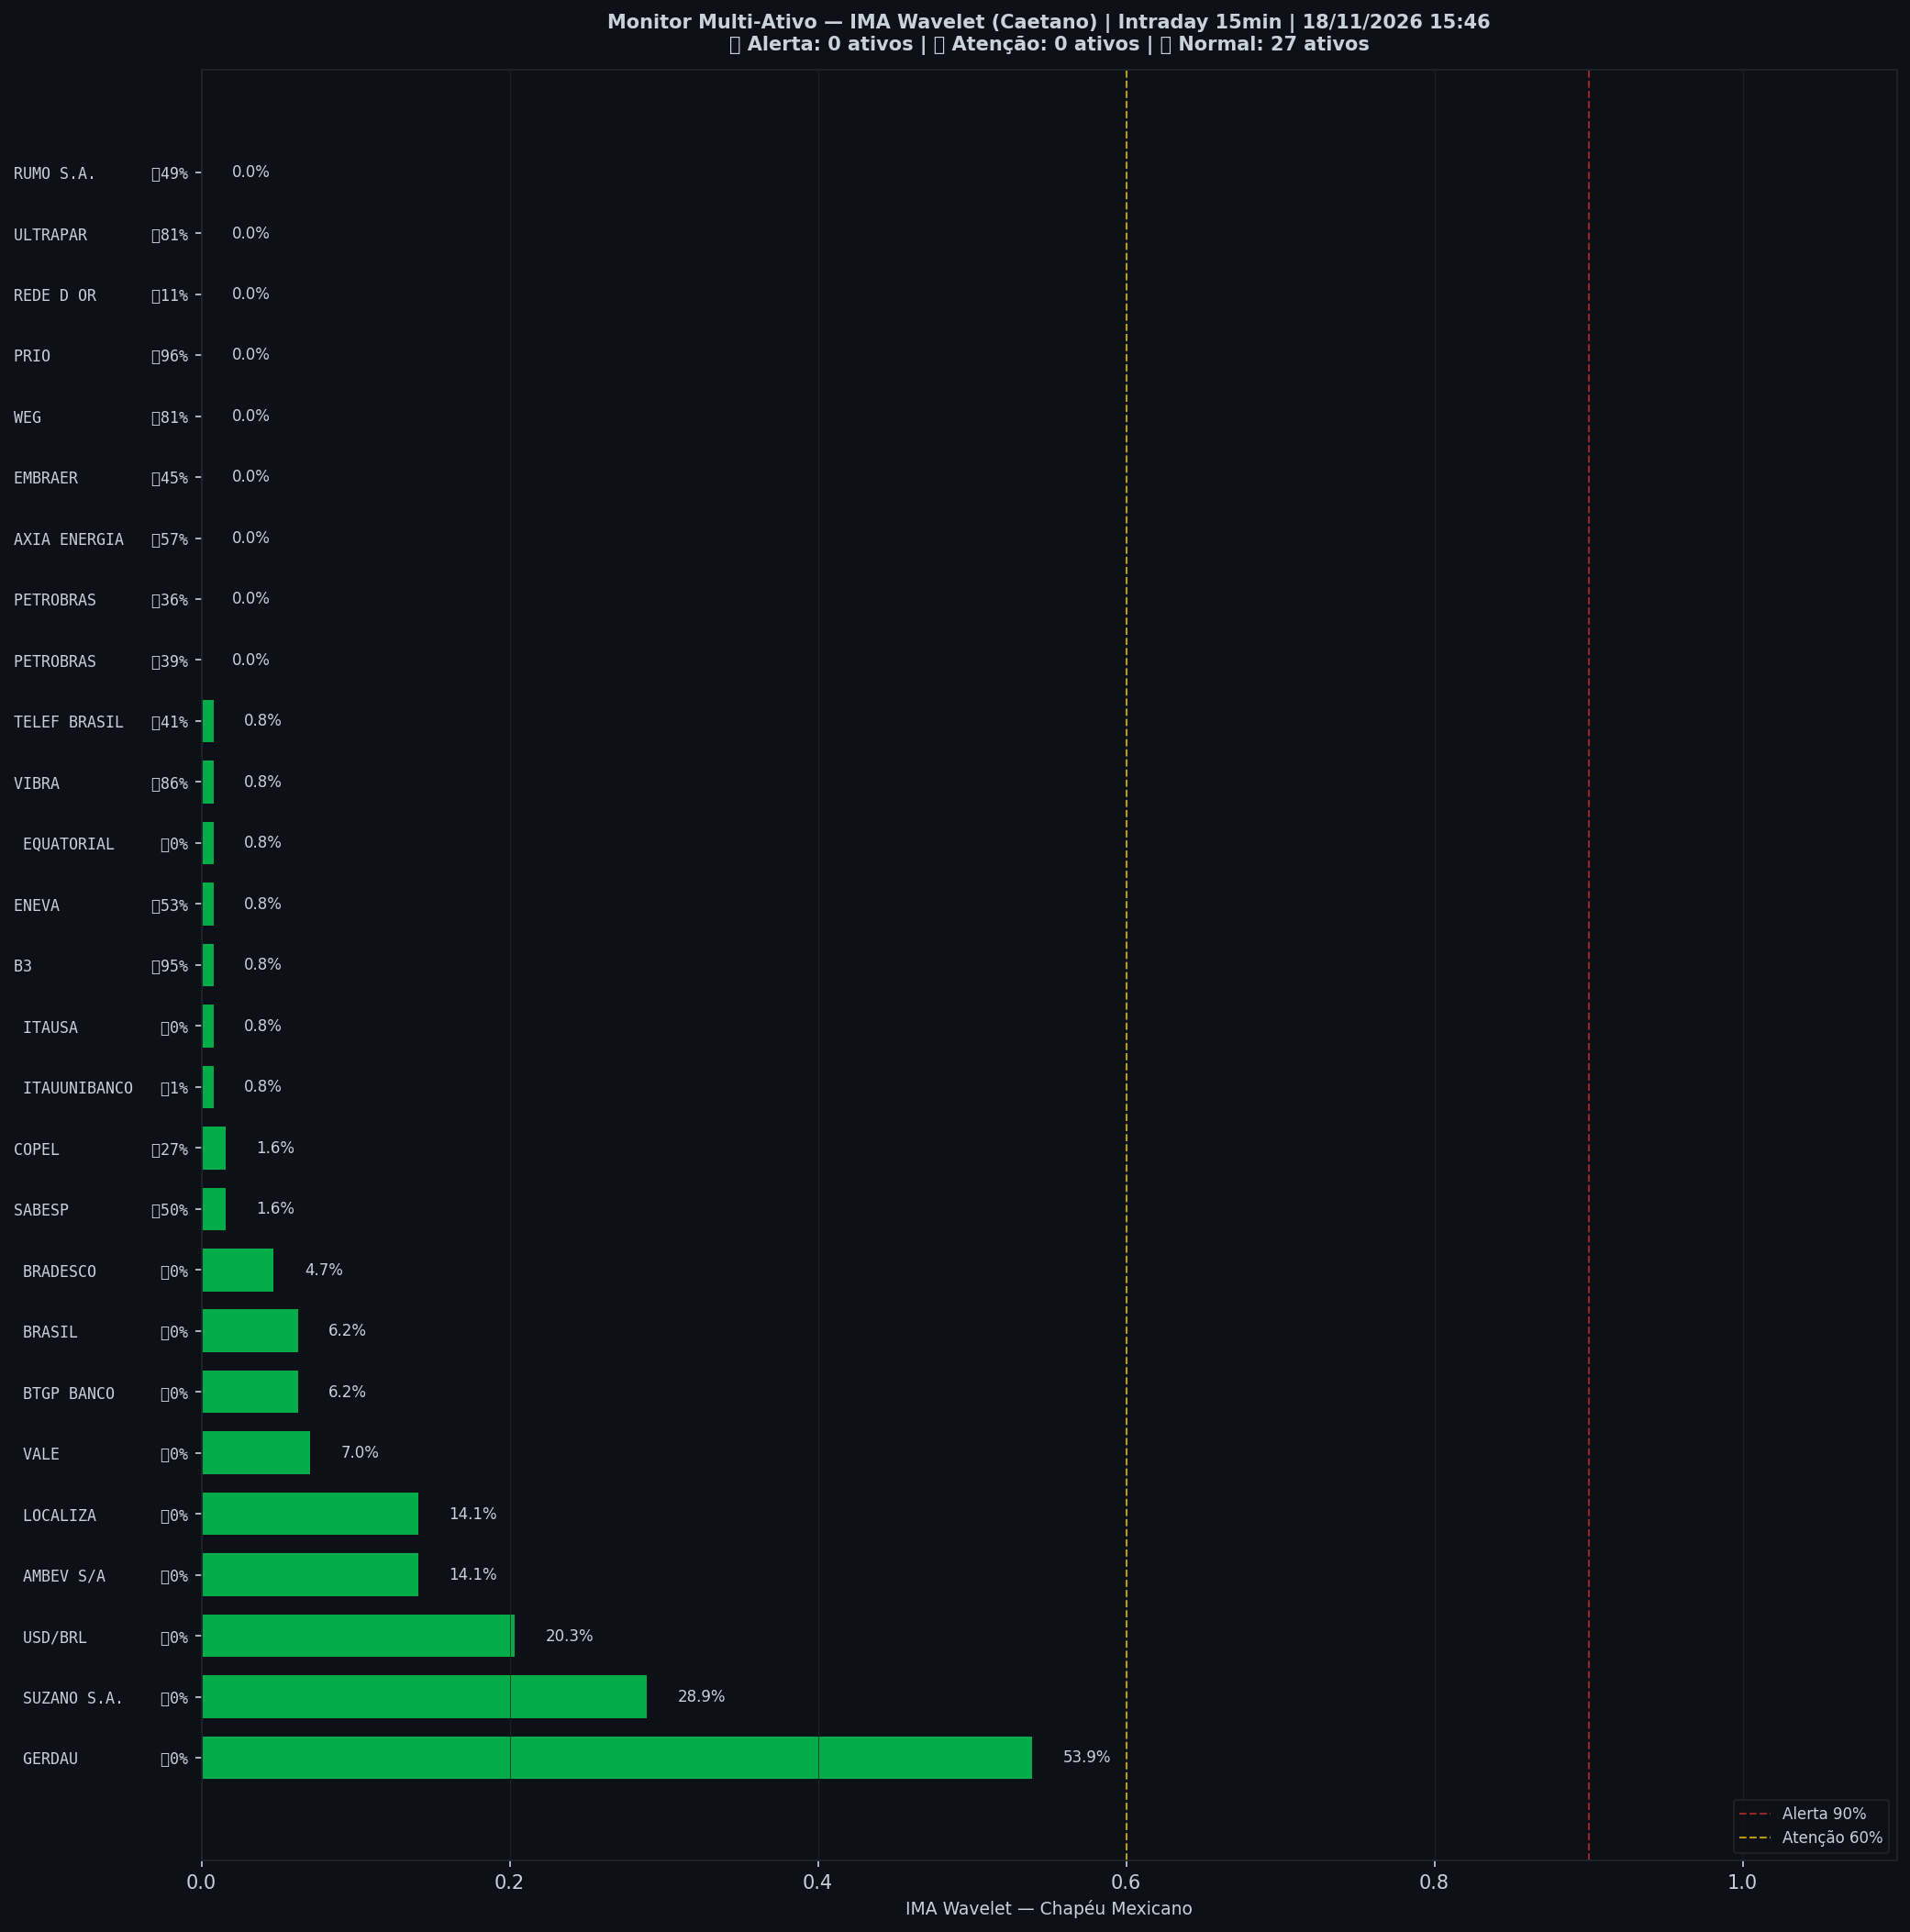 Monitor Multi-Ativo — IMA Wavelet (Caetano) | Intraday 15min | 18/11/2026 15:46
▯ Alerta: 0 ativos | ▯ Atenção: 0 ativos | ▯ Normal: 27 ativos
RUMO S.A. ▯49% 0.0%
ULTRAPAR ▯81% 0.0%
REDE D OR ▯11% 0.0%
PRIO ▯96% 0.0%
WEG ▯81% 0.0%
EMBRAER ▯45% 0.0%
AXIA ENERGIA ▯57% 0.0%
PETROBRAS ▯36% 0.0%
PETROBRAS ▯39% 0.0%
TELEF BRASIL ▯41% 0.8%
VIBRA ▯86% 0.8%
EQUATORIAL ▯0% 0.8%
ENEVA ▯53% 0.8%
B3 ▯95% 0.8%
ITAUSA ▯0% 0.8%
ITAUUNIBANCO ▯1% 0.8%
COPEL ▯27% 1.6%
SABESP ▯50% 1.6%
BRADESCO ▯0% 4.7%
BRASIL ▯0% 6.2%
BTGP BANCO ▯0% 6.2%
VALE ▯0% 7.0%
LOCALIZA ▯0% 14.1%
AMBEV S/A ▯0% 14.1%
USD/BRL ▯0% 20.3%
SUZANO S.A. ▯0% 28.9%
GERDAU ▯0% 53.9%
Alerta 90%
Atenção 60%
0.0 0.2 0.4 0.6 0.8 1.0
IMA Wavelet — Chapéu Mexicano